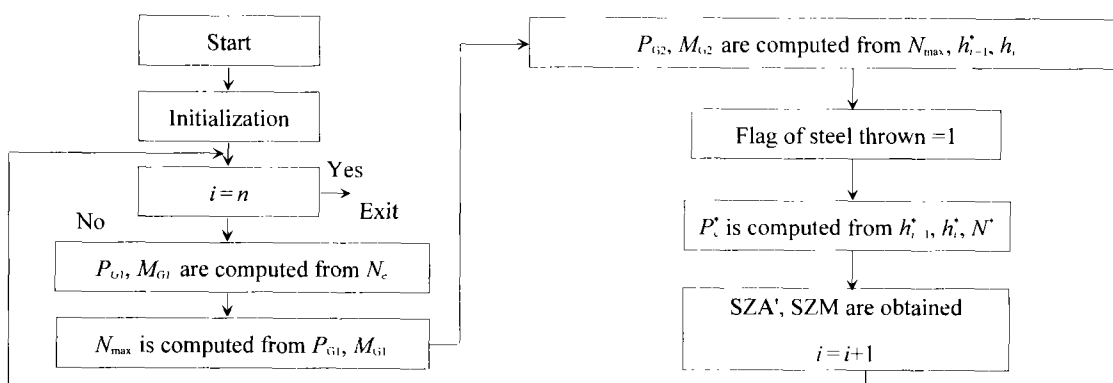 Start
Initialization
i = n
Yes
Exit
No
P_G1, M_G1 are computed from N_c
N_max is computed from P_G1, M_G1
P_G2, M_G2 are computed from N_max, h*_{i-1}, h_i
Flag of steel thrown =1
P*_c is computed from h*_{i-1}, h*_i, N*
SZA', SZM are obtained
i = i+1